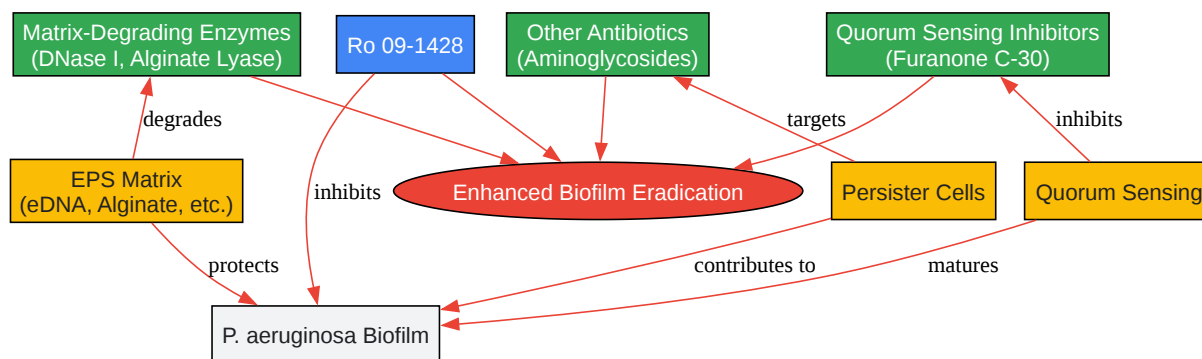 Matrix-Degrading Enzymes
(DNase I, Alginate Lyase)
Ro 09-1428
Other Antibiotics
(Aminoglycosides)
Quorum Sensing Inhibitors
(Furanone C-30)
degrades
targets
inhibits
EPS Matrix
(eDNA, Alginate, etc.)
inhibits
Enhanced Biofilm Eradication
Persister Cells
Quorum Sensing
protects
contributes to
matures
P. aeruginosa Biofilm